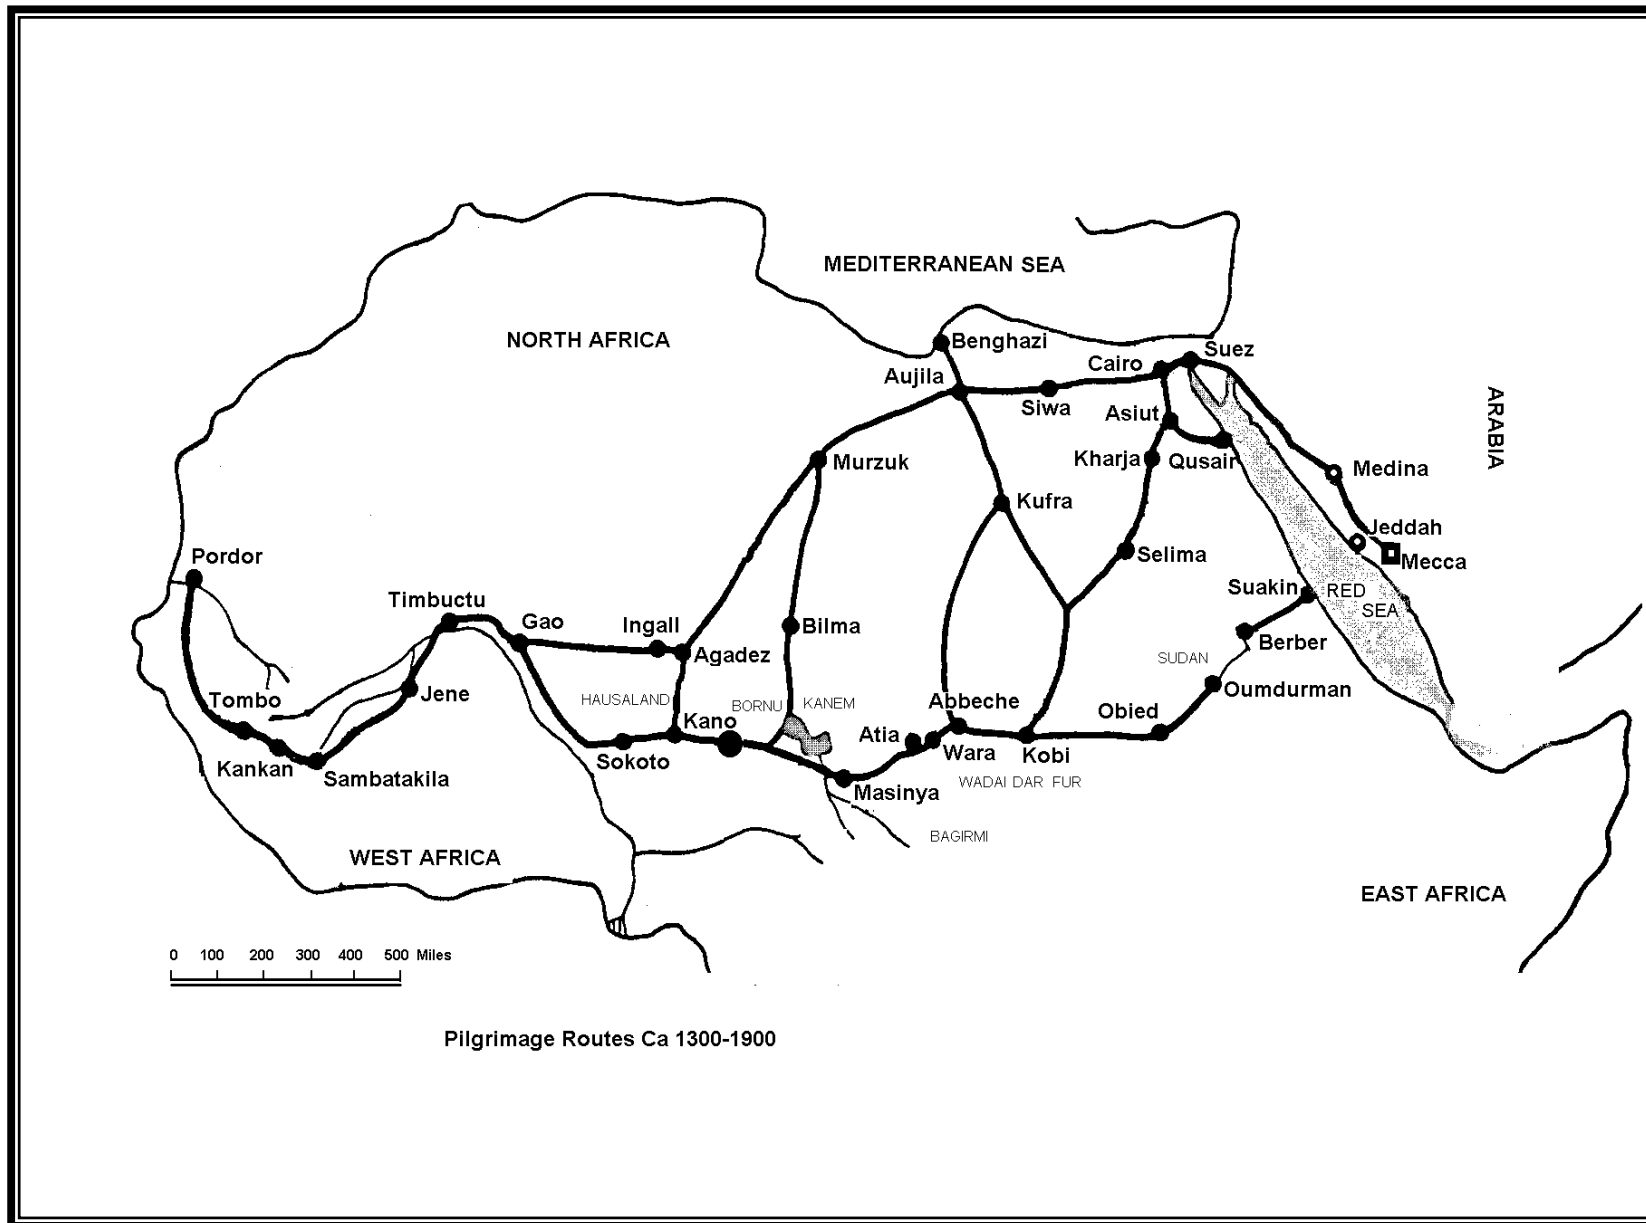 MEDITERRANEAN SEA
NORTH AFRICA
Benghazi
Suez
Cairo
Aujila
Siwa
ARABIA
Asiut
Kharja
Qusair
Murzuk
Medina
Kufra
Jeddah
Mecca
Selima
Pordor
Suakin
RED
SEA
Timbuctu
Gao
Ingall
Agadez
Bilma
Berber
SUDAN
Oumdurman
Tombo
Jene
HAUSALAND
BORNU
KANEM
Kano
Abbeche
Obied
Atia
Wara
Kobi
Kankan
Sambatakila
Sokoto
Masinya
WADAI DAR FUR
BAGIRMI
WEST AFRICA
EAST AFRICA
0 100 200 300 400 500 Miles
Pilgrimage Routes Ca 1300-1900